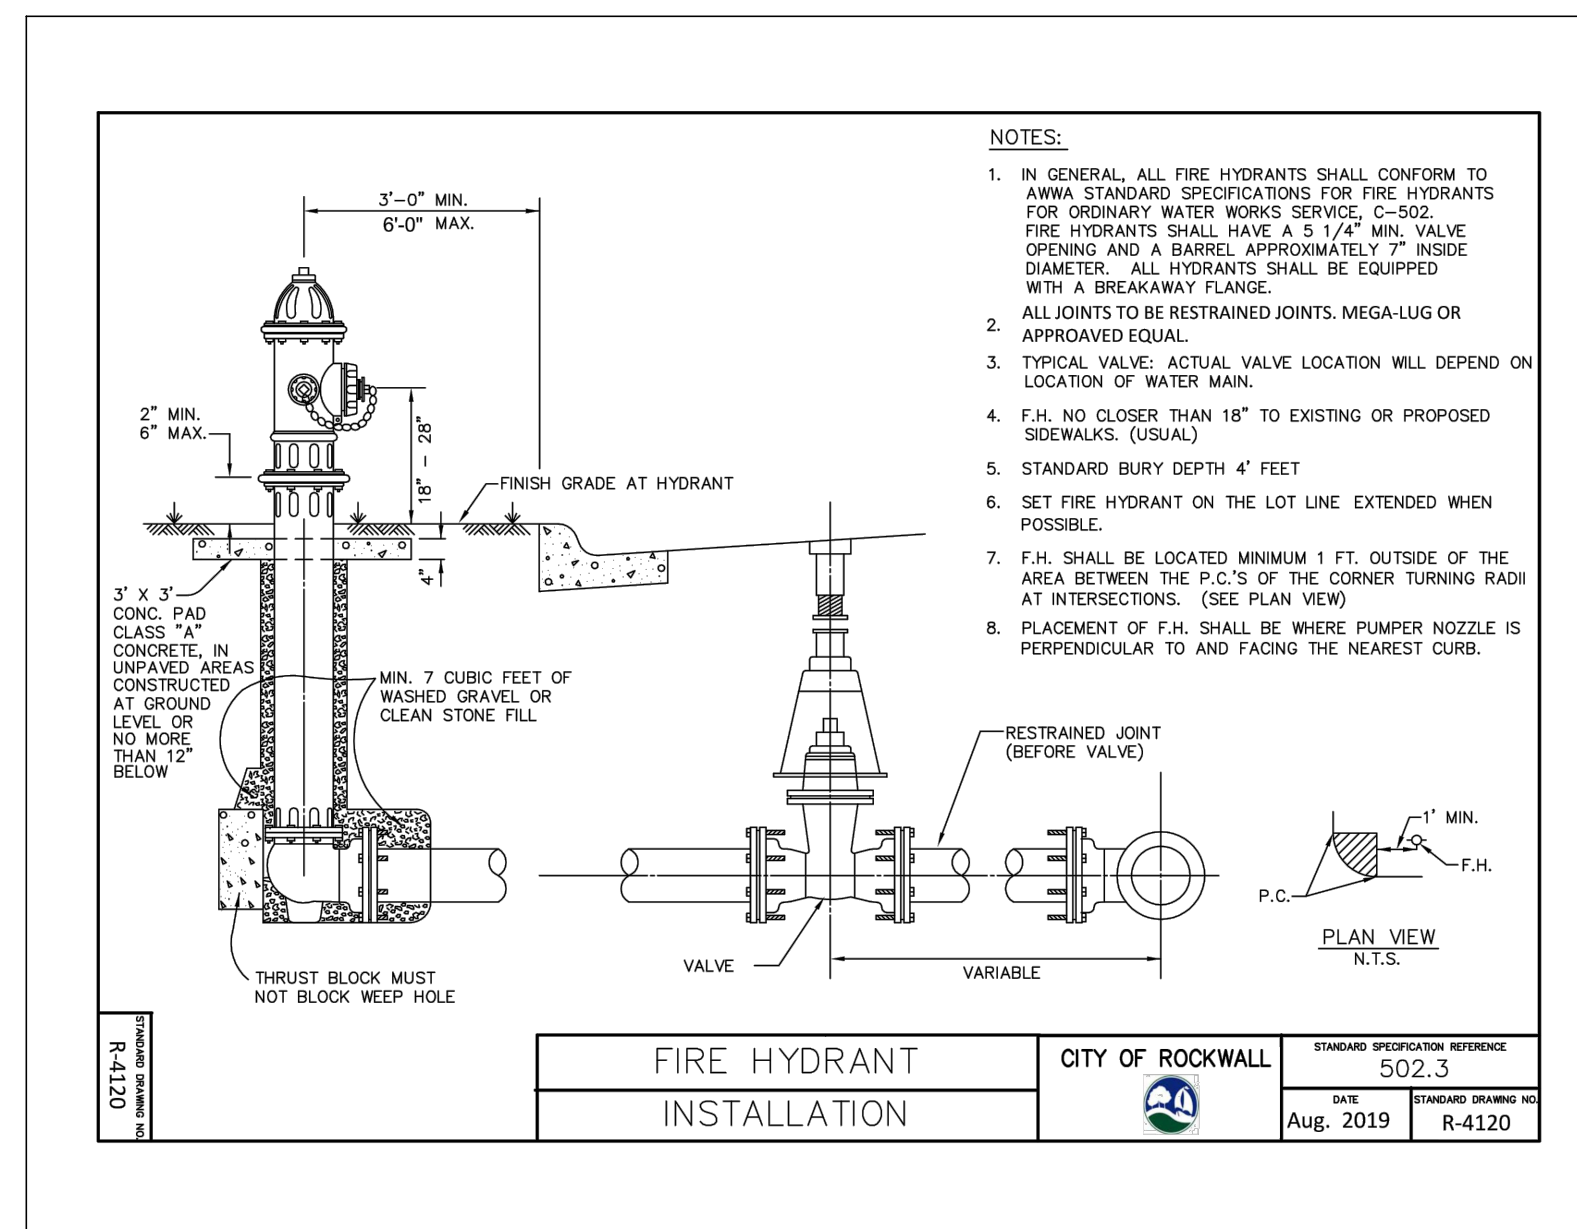 NOTES:
1. IN GENERAL, ALL FIRE HYDRANTS SHALL CONFORM TO
AWWA STANDARD SPECIFICATIONS FOR FIRE HYDRANTS
FOR ORDINARY WATER WORKS SERVICE, C-502.
FIRE HYDRANTS SHALL HAVE A 5 1/4" MIN. VALVE
OPENING AND A BARREL APPROXIMATELY 7" INSIDE
DIAMETER. ALL HYDRANTS SHALL BE EQUIPPED
WITH A BREAKAWAY FLANGE.
2. ALL JOINTS TO BE RESTRAINED JOINTS. MEGA-LUG OR
APPROAVED EQUAL.
3. TYPICAL VALVE: ACTUAL VALVE LOCATION WILL DEPEND ON
LOCATION OF WATER MAIN.
4. F.H. NO CLOSER THAN 18" TO EXISTING OR PROPOSED
SIDEWALKS. (USUAL)
5. STANDARD BURY DEPTH 4' FEET
6. SET FIRE HYDRANT ON THE LOT LINE EXTENDED WHEN
POSSIBLE.
7. F.H. SHALL BE LOCATED MINIMUM 1 FT. OUTSIDE OF THE
AREA BETWEEN THE P.C.'S OF THE CORNER TURNING RADII
AT INTERSECTIONS. (SEE PLAN VIEW)
8. PLACEMENT OF F.H. SHALL BE WHERE PUMPER NOZZLE IS
PERPENDICULAR TO AND FACING THE NEAREST CURB.
3'-0" MIN.
6'-0" MAX.
2" MIN.
6" MAX.
18" - 28"
FINISH GRADE AT HYDRANT
4"
3' X 3'
CONC. PAD
CLASS "A"
CONCRETE, IN
UNPAVED AREAS
CONSTRUCTED
AT GROUND
LEVEL OR
NO MORE
THAN 12"
BELOW
MIN. 7 CUBIC FEET OF
WASHED GRAVEL OR
CLEAN STONE FILL
RESTRAINED JOINT
(BEFORE VALVE)
1' MIN.
F.H.
P.C.
PLAN VIEW
N.T.S.
VALVE
VARIABLE
THRUST BLOCK MUST
NOT BLOCK WEEP HOLE
STANDARD DRAWING NO.
R-4120
FIRE HYDRANT
INSTALLATION
CITY OF ROCKWALL
STANDARD SPECIFICATION REFERENCE
502.3
DATE
Aug. 2019
STANDARD DRAWING NO.
R-4120